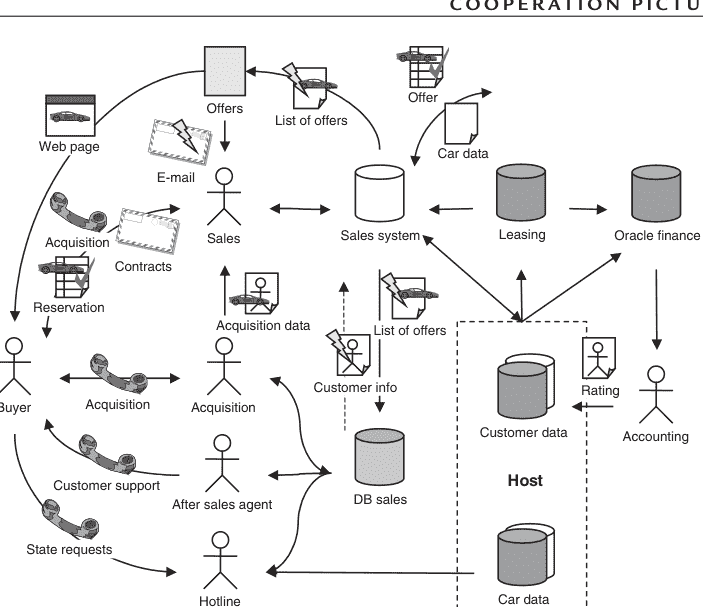 COOPERATION PICTU
Offers
List of offers
Offer
Car data
Web page
E-mail
Acquisition
Contracts
Sales
Sales system
Leasing
Oracle finance
Reservation
Acquisition data
List of offers
Customer info
Rating
Buyer
Acquisition
Acquisition
Customer data
Accounting
Customer support
After sales agent
DB sales
Host
State requests
Hotline
Car data